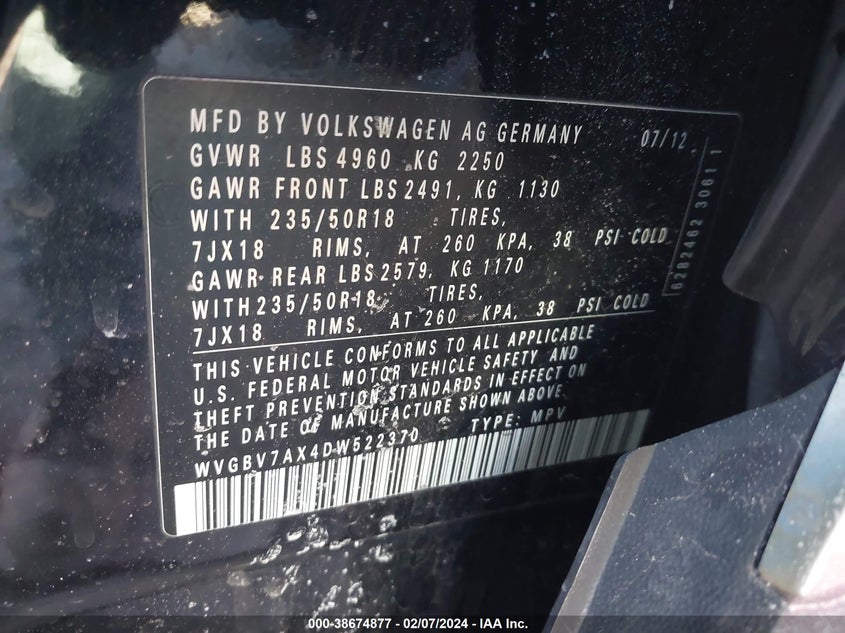 MFD BY VOLKSWAGEN AG GERMANY 07/12
GVWR LBS 4960 KG 2250
GAWR FRONT LBS 2491, KG 1130
WITH 235/50R18 TIRES,
7JX18 RIMS, AT 260 KPA, 38 PSI COLD
GAWR REAR LBS 2579, KG 1170
WITH 235/50R18 TIRES,
7JX18 RIMS, AT 260 KPA, 38 PSI COLD
THIS VEHICLE CONFORMS TO ALL APPLICABLE
U.S. FEDERAL MOTOR VEHICLE SAFETY AND
THEFT PREVENTION STANDARDS IN EFFECT ON
THE DATE OF MANUFACTURE SHOWN ABOVE.
WVGBV7AX4DW522370 TYPE: MPV
6282462 3061 1
000-38674877 - 02/07/2024 - IAA Inc.